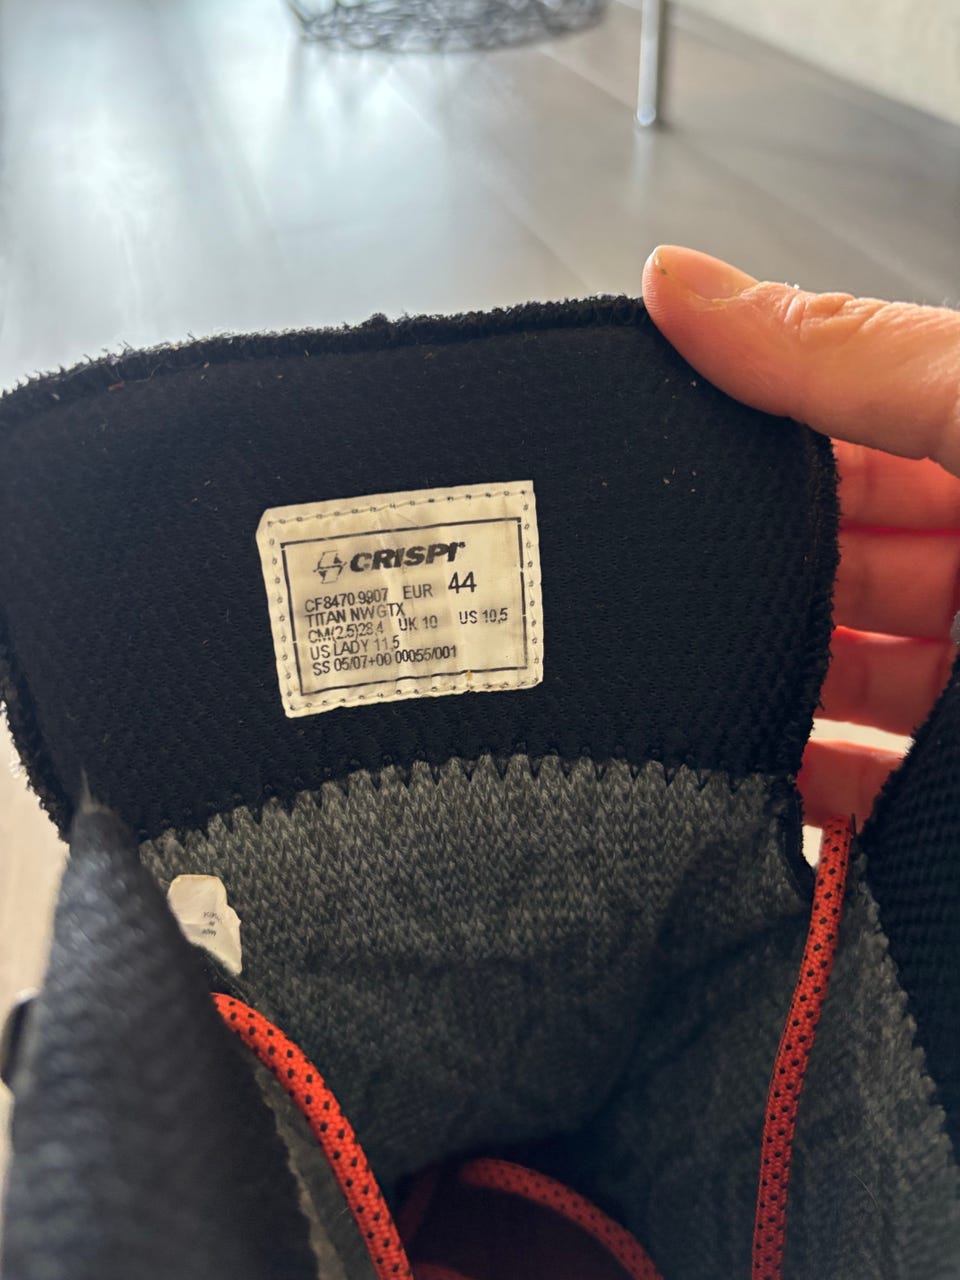 CRISPI®
CF8470 9907 EUR 44
TITAN NW GTX
CM(2.5)28,4 UK 10 US 10,5
US LADY 11,5
SS 05/07+00 00055/001